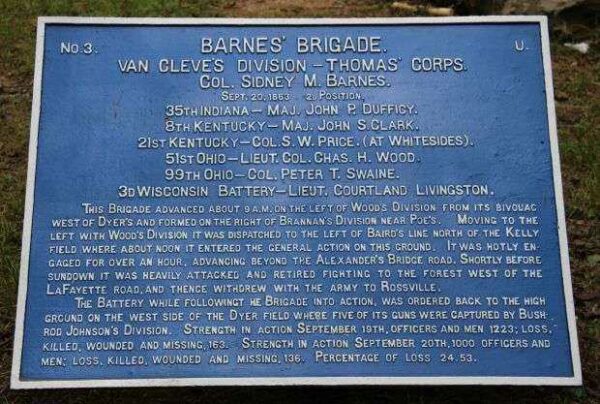 No. 3. BARNES' BRIGADE. U.
VAN CLEVE'S DIVISION – THOMAS' CORPS.
COL. SIDNEY M. BARNES.
SEPT. 20, 1863. 2D POSITION.
35TH INDIANA – MAJ. JOHN P. DUFFICY.
8TH KENTUCKY – MAJ. JOHN S. CLARK.
21ST KENTUCKY – COL. S. W. PRICE. (AT WHITESIDES).
51ST OHIO – LIEUT. COL. CHAS. H. WOOD.
99TH OHIO – COL. PETER T. SWAINE.
3D WISCONSIN BATTERY – LIEUT. COURTLAND LIVINGSTON.
THIS BRIGADE ADVANCED ABOUT 9 A.M. ON THE LEFT OF WOOD'S DIVISION FROM ITS BIVOUAC
WEST OF DYER'S AND FORMED ON THE RIGHT OF BRANNAN'S DIVISION NEAR POE'S. MOVING TO THE
LEFT WITH WOOD'S DIVISION IT WAS DISPATCHED TO THE LEFT OF BAIRD'S LINE NORTH OF THE KELLY
FIELD WHERE ABOUT NOON IT ENTERED THE GENERAL ACTION ON THIS GROUND. IT WAS HOTLY EN-
GAGED FOR OVER AN HOUR, ADVANCING BEYOND THE ALEXANDER'S BRIDGE ROAD. SHORTLY BEFORE
SUNDOWN IT WAS HEAVILY ATTACKED AND RETIRED FIGHTING TO THE FOREST WEST OF THE
LAFAYETTE ROAD, AND THENCE WITHDREW WITH THE ARMY TO ROSSVILLE.
THE BATTERY WHILE FOLLOWINGT HE BRIGADE INTO ACTION, WAS ORDERED BACK TO THE HIGH
GROUND ON THE WEST SIDE OF THE DYER FIELD WHERE FIVE OF ITS GUNS WERE CAPTURED BY BUSH-
ROD JOHNSON'S DIVISION. STRENGTH IN ACTION SEPTEMBER 19TH, OFFICERS AND MEN 1223; LOSS,
KILLED, WOUNDED AND MISSING, 163. STRENGTH IN ACTION SEPTEMBER 20TH, 1000 OFFICERS AND
MEN; LOSS, KILLED, WOUNDED AND MISSING, 136. PERCENTAGE OF LOSS 24.53.